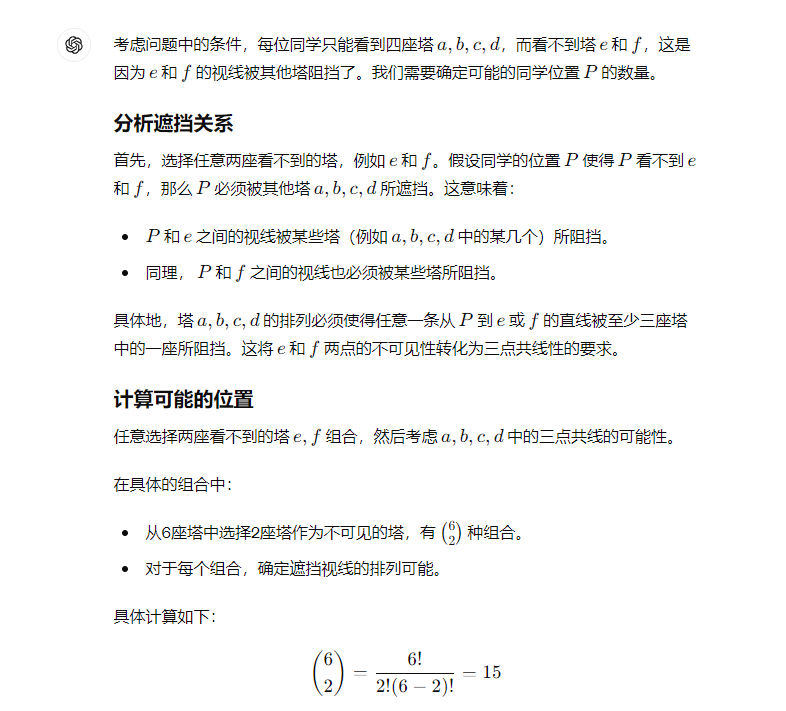 考虑问题中的条件，每位同学只能看到四座塔 a, b, c, d，而看不到塔 e 和 f，这是
因为 e 和 f 的视线被其他塔阻挡了。我们需要确定可能的同学位置 P 的数量。
分析遮挡关系
首先，选择任意两座看不到的塔，例如 e 和 f。假设同学的位置 P 使得 P 看不到 e
和 f，那么 P 必须被其他塔 a, b, c, d 所遮挡。这意味着：
• P 和 e 之间的视线被某些塔（例如 a, b, c, d 中的某几个）所阻挡。
• 同理， P 和 f 之间的视线也必须被某些塔所阻挡。
具体地，塔 a, b, c, d 的排列必须使得任意一条从 P 到 e 或 f 的直线被至少三座塔
中的一座所阻挡。这将 e 和 f 两点的不可见性转化为三点共线性的要求。
计算可能的位置
任意选择两座看不到的塔 e, f 组合，然后考虑 a, b, c, d 中的三点共线的可能性。
在具体的组合中：
• 从6座塔中选择2座塔作为不可见的塔，有 \binom{6}{2} 种组合。
• 对于每个组合，确定遮挡视线的排列可能。
具体计算如下：
\binom{6}{2} = \frac{6!}{2!(6-2)!} = 15